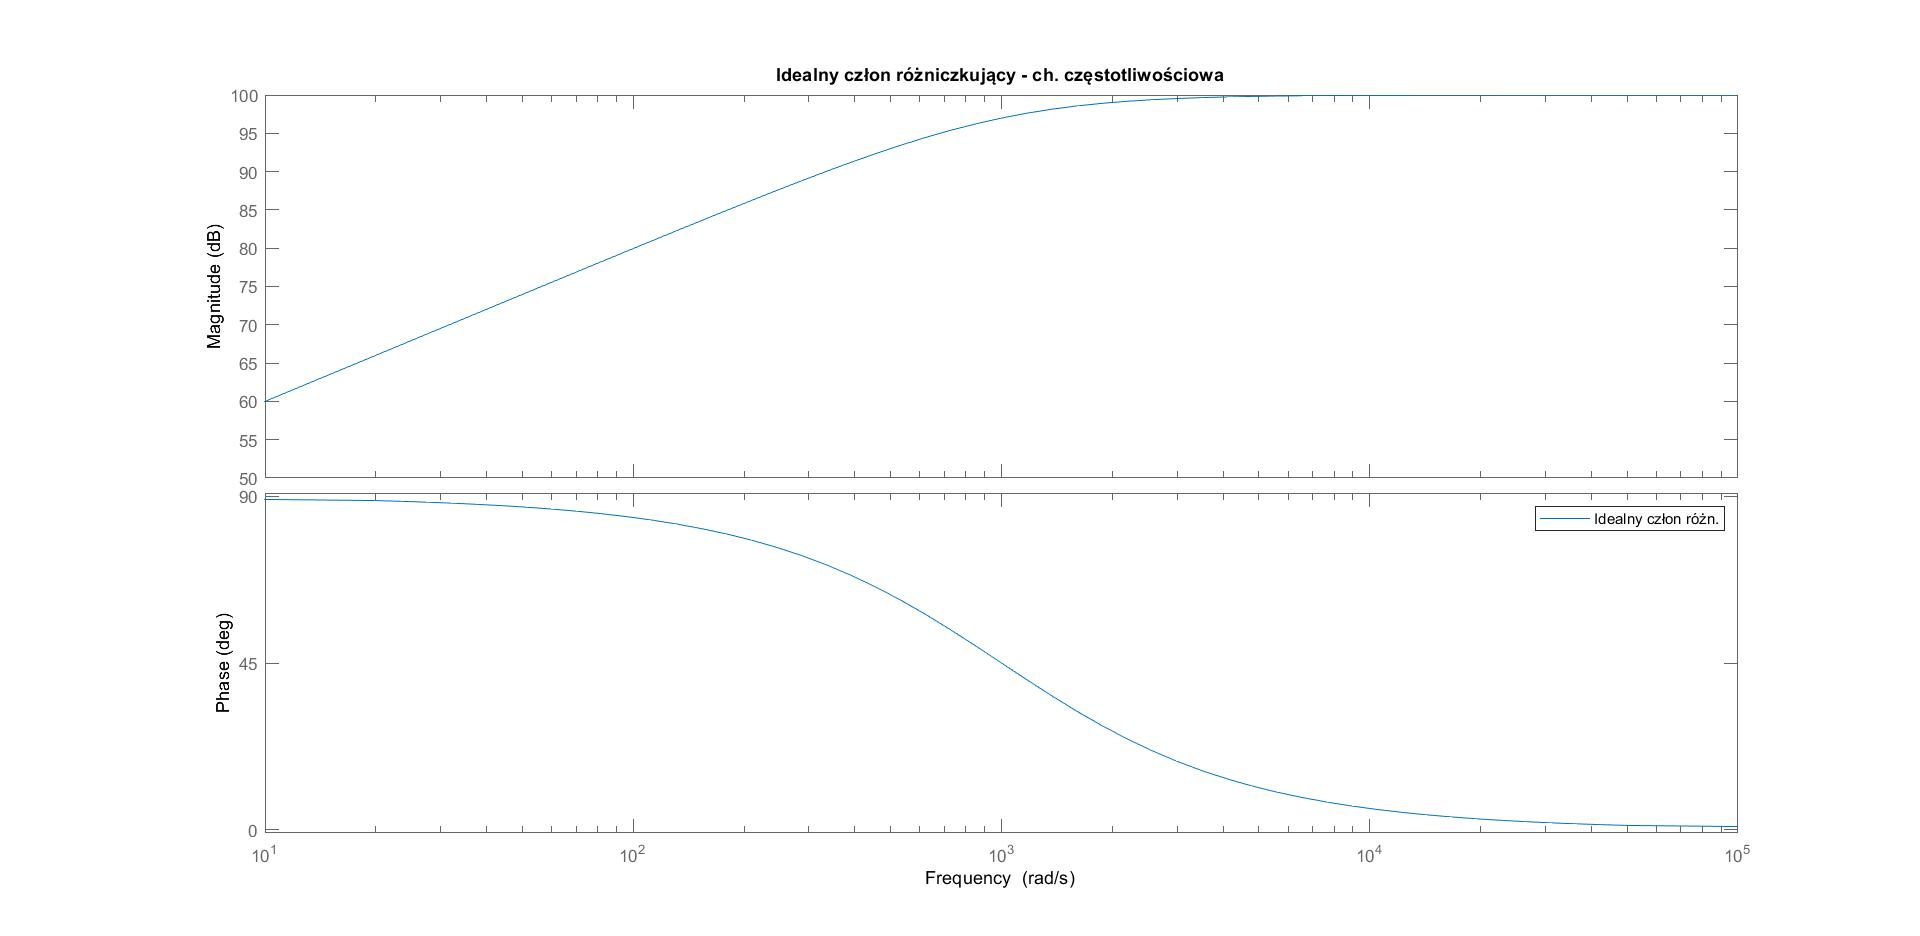 Idealny człon różniczkujący - ch. częstotliwościowa
100
95
90
85
80
75
70
65
60
55
50
Magnitude (dB)
90
45
0
Phase (deg)
Idealny człon różn.
10^1 10^2 10^3 10^4 10^5
Frequency (rad/s)